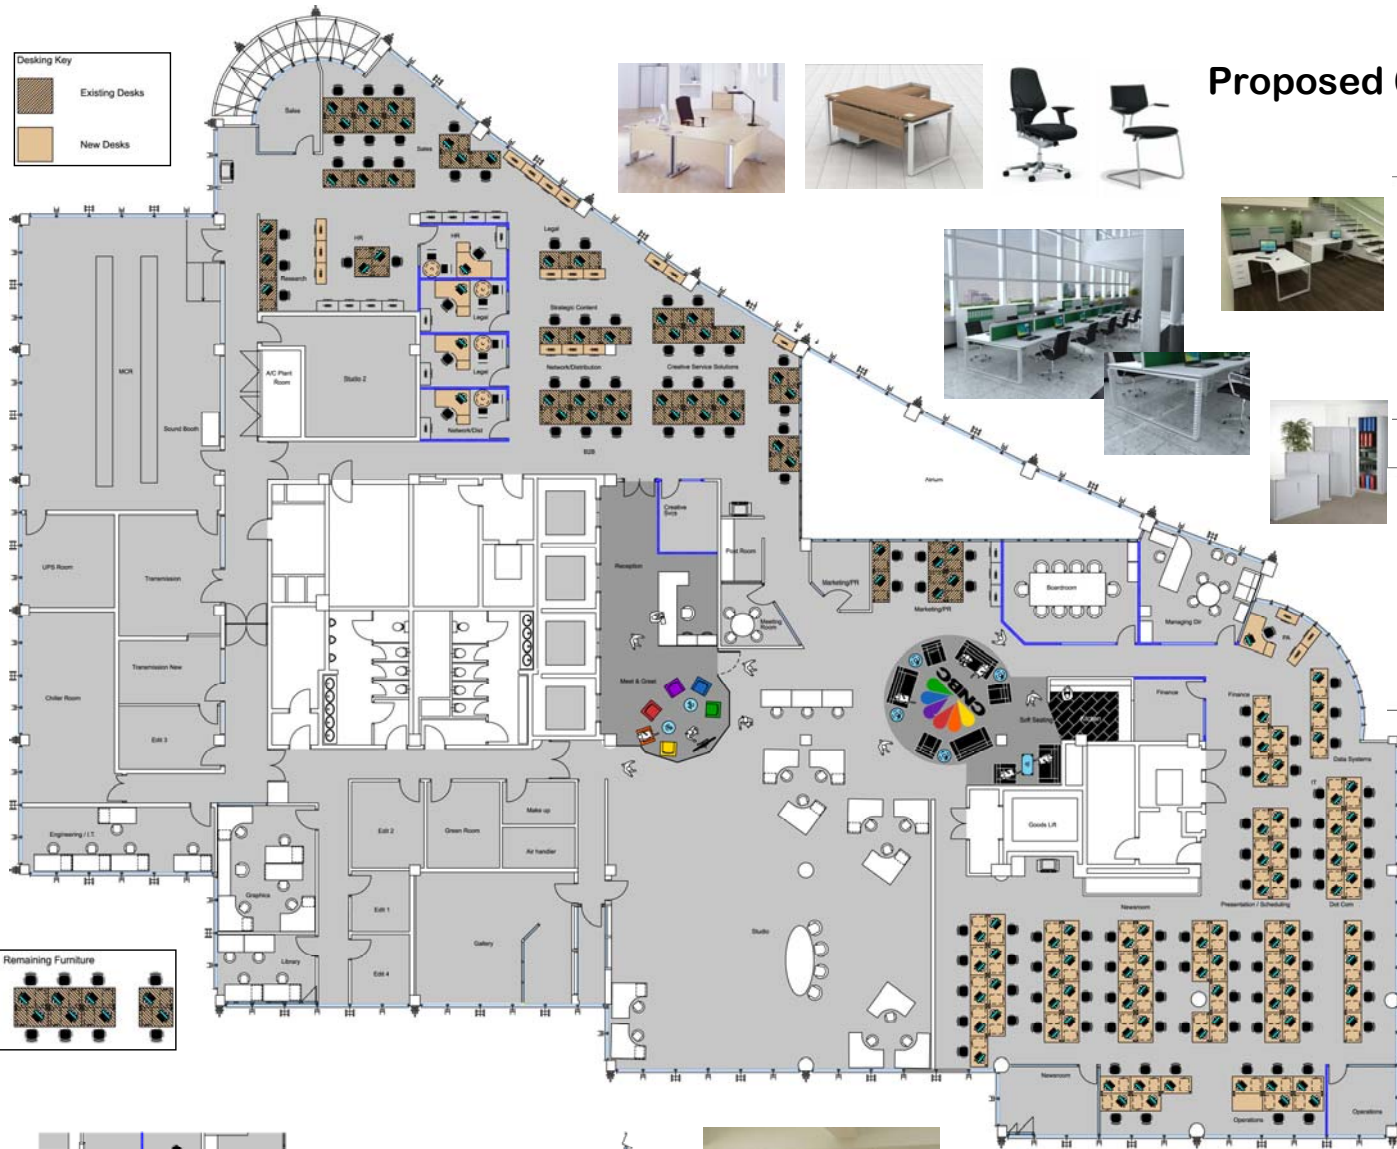 Proposed
Desking Key
Existing Desks
New Desks
Sales
Sales
HR
HR
Legal
Research
Legal
Strategic Content
Legal
Network/Distribution
Creative Service Solutions
Network/Dist
B2B
MCR
A/C Plant
Room
Studio 2
Sound Booth
Atrium
Creative
Svcs
Post Room
Reception
UPS Room
Transmission
Marketing/PR
Marketing/PR
Boardroom
Managing Dir
PA
Meeting
Room
Transmission New
Chiller Room
Meet & Greet
CNBC
Soft Seating
Kitchen
Finance
Finance
Edit 3
Data Systems
IT
Engineering / I.T.
Edit 2
Green Room
Make up
Air handler
Goods Lift
Graphics
Edit 1
Newsroom
Presentation / Scheduling
Dot Com
Gallery
Studio
Library
Edit 4
Remaining Furniture
Newsroom
Operations
Operations